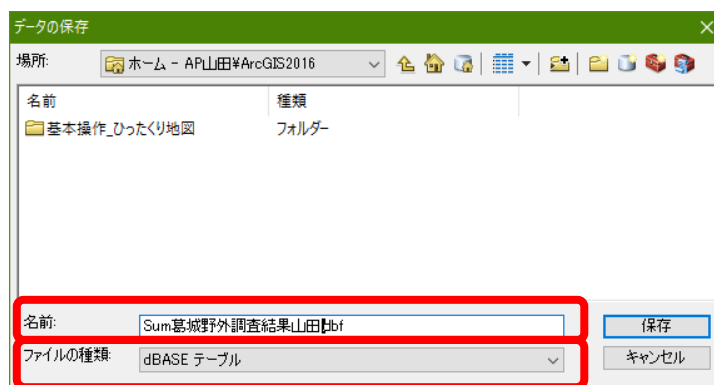 データの保存
場所: ホーム - AP山田¥ArcGIS2016
名前 種類
基本操作_ひったくり地図 フォルダー
名前: Sum葛城野外調査結果山田.dbf 保存
ファイルの種類: dBASE テーブル キャンセル